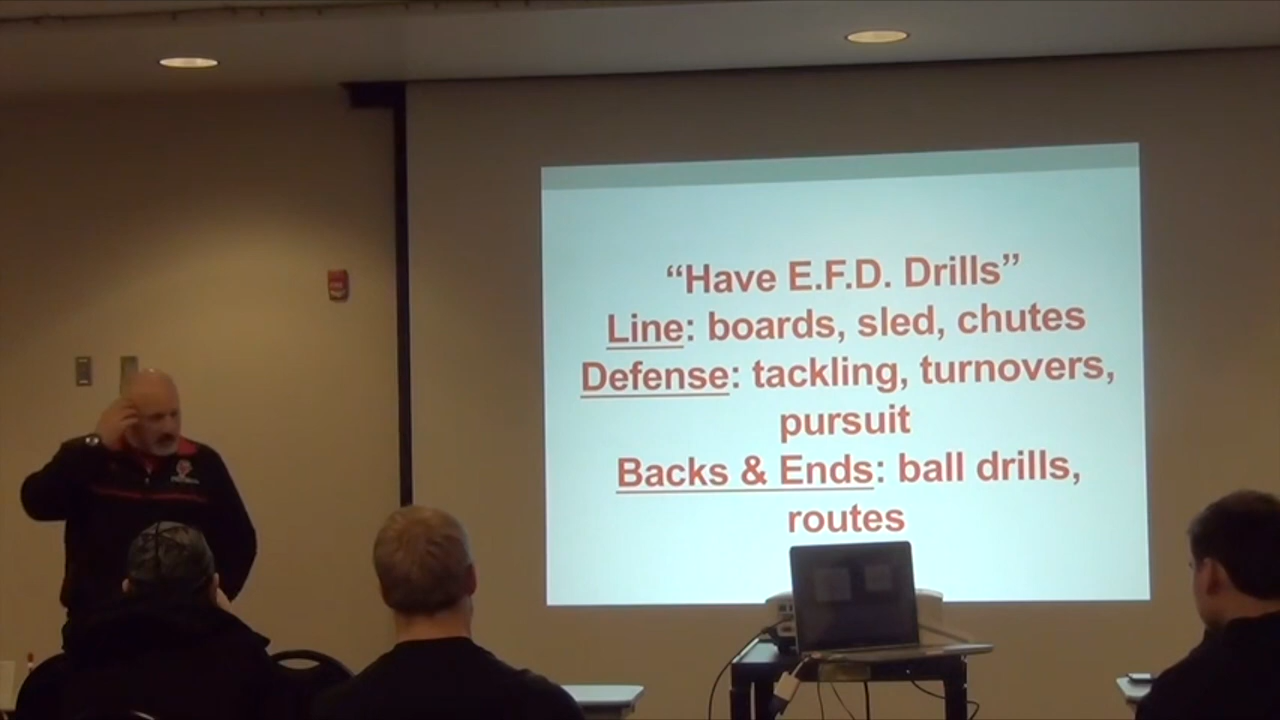 “Have E.F.D. Drills”
Line: boards, sled, chutes
Defense: tackling, turnovers,
pursuit
Backs & Ends: ball drills,
routes